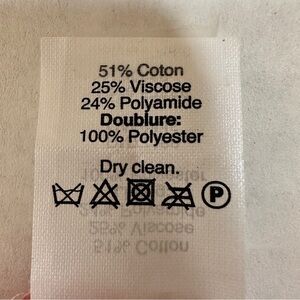 51% Coton
25% Viscose
24% Polyamide
Doublure:
100% Polyester
Dry clean.
P